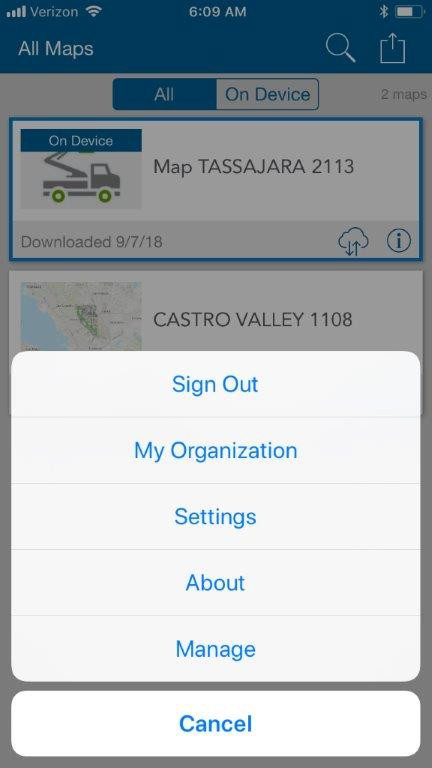 Verizon 6:09 AM
All Maps
All On Device 2 maps
On Device
Map TASSAJARA 2113
Downloaded 9/7/18
CASTRO VALLEY 1108
Sign Out
My Organization
Settings
About
Manage
Cancel